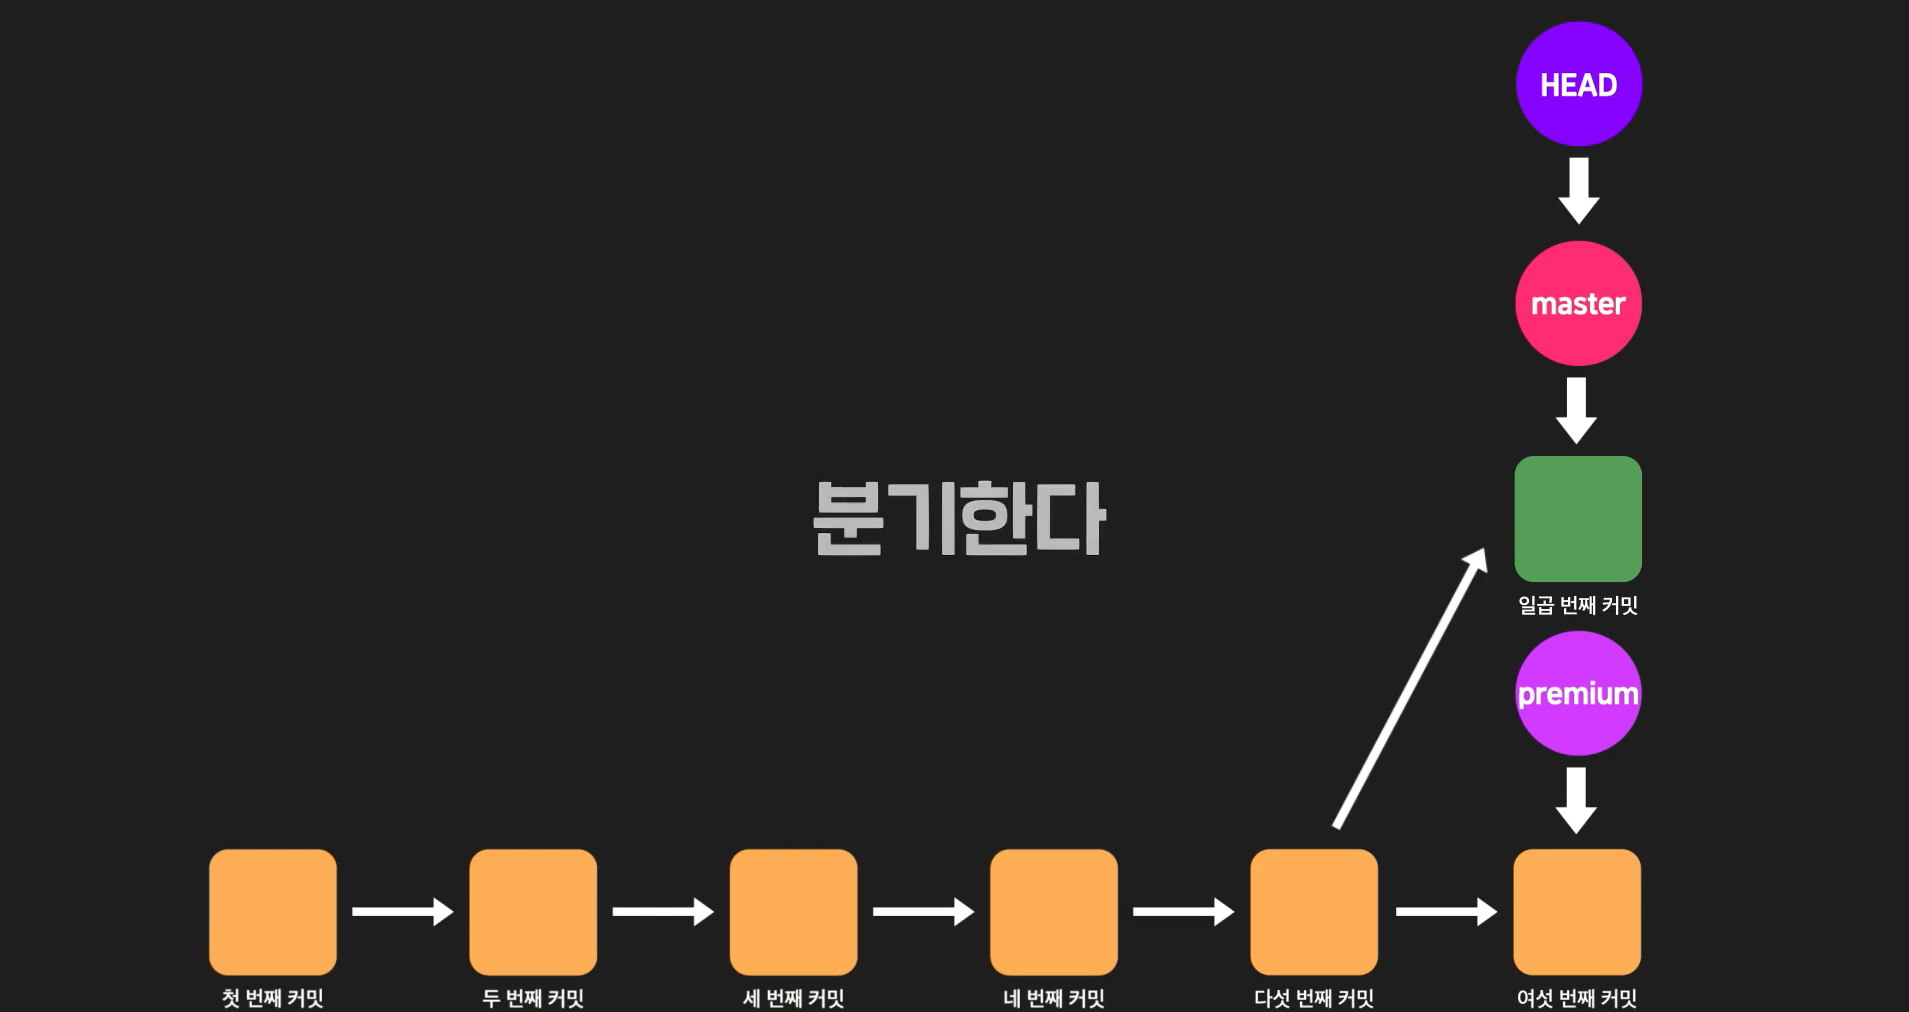 HEAD
master
분기한다
일곱 번째 커밋
premium
첫 번째 커밋
두 번째 커밋
세 번째 커밋
네 번째 커밋
다섯 번째 커밋
여섯 번째 커밋